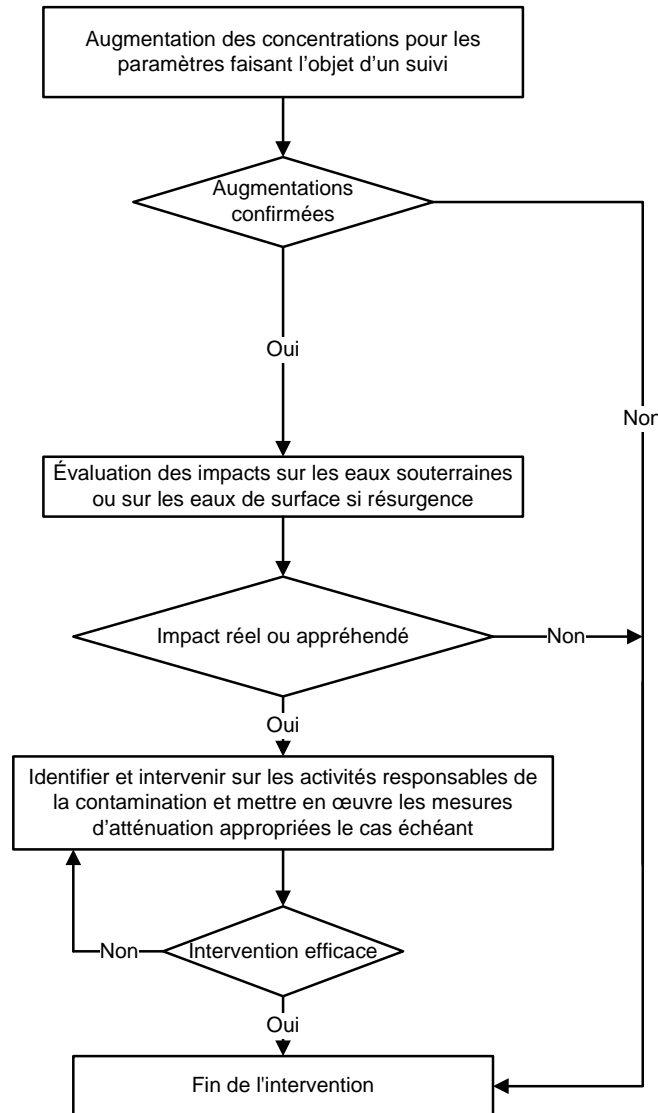 Augmentation des concentrations pour les
paramètres faisant l'objet d'un suivi
Augmentations
confirmées
Oui
Non
Évaluation des impacts sur les eaux souterraines
ou sur les eaux de surface si résurgence
Impact réel ou appréhendé
Non
Oui
Identifier et intervenir sur les activités responsables de
la contamination et mettre en œuvre les mesures
d'atténuation appropriées le cas échéant
Non
Intervention efficace
Oui
Fin de l'intervention